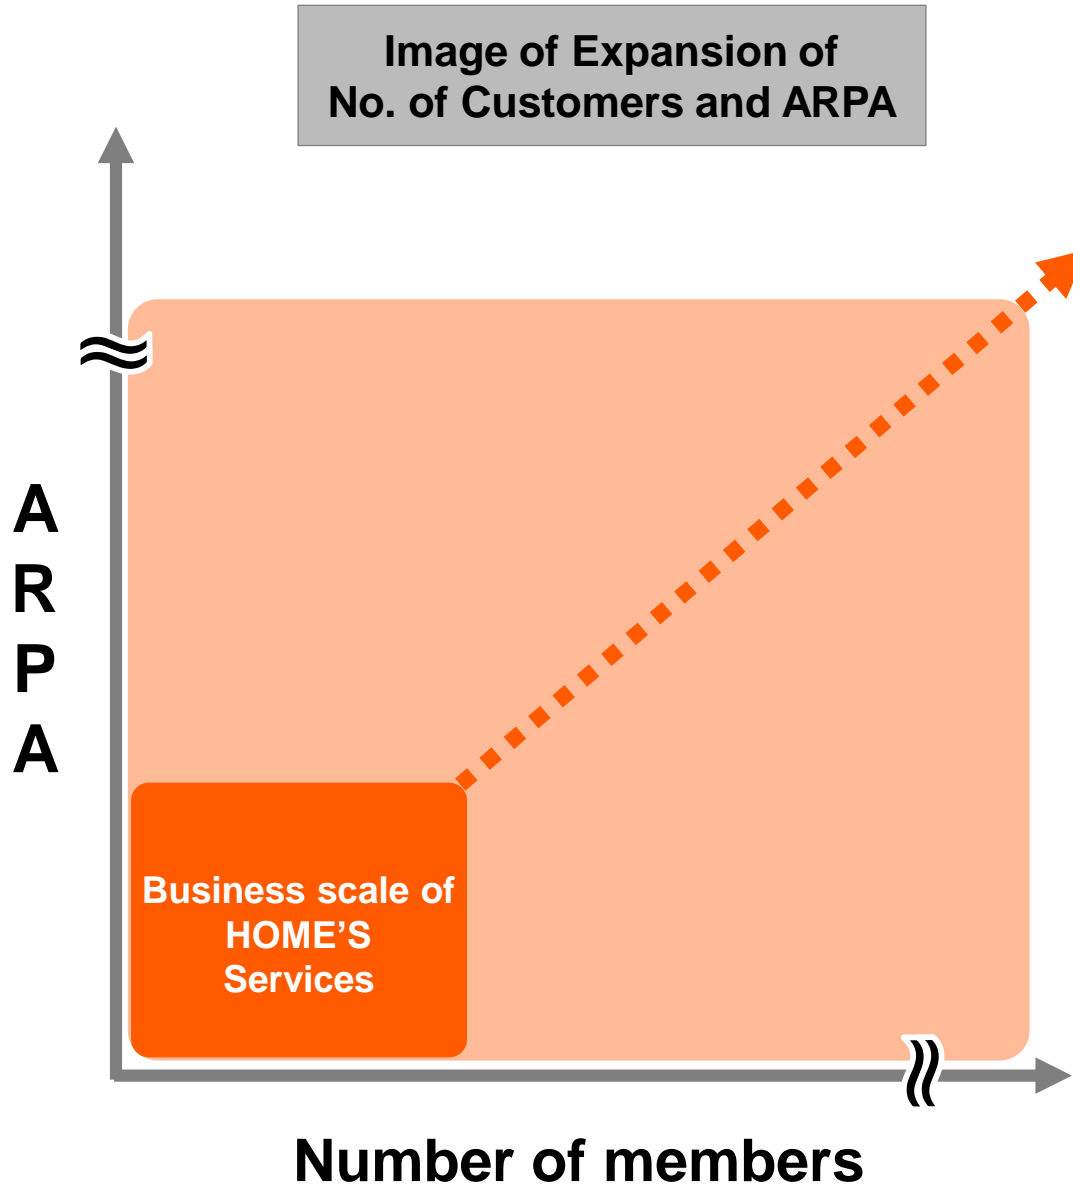 Image of Expansion of
No. of Customers and ARPA
A
R
P
A
Business scale of
HOME’S
Services
Number of members